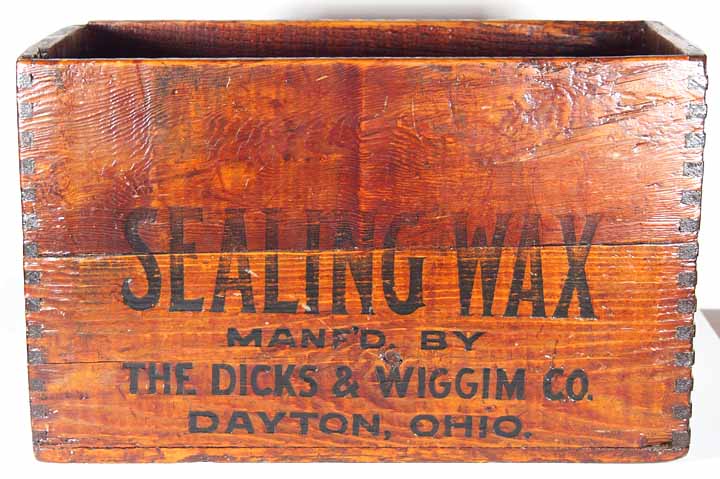 SEALING WAX
MANF'D. BY
THE DICKS & WIGGIM CO.
DAYTON, OHIO.